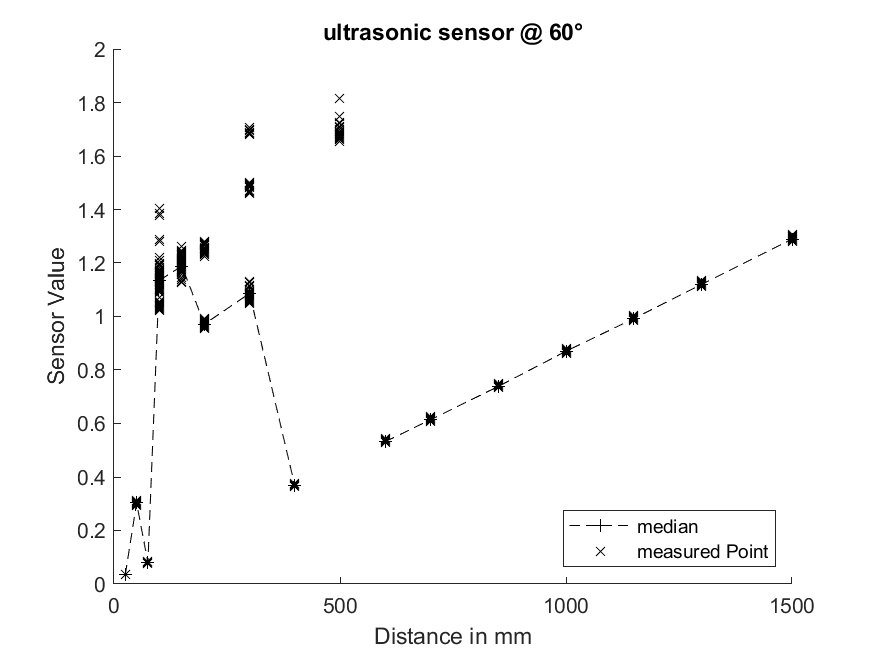 ultrasonic sensor @ 60°
2
1.8
1.6
1.4
1.2
1
0.8
0.6
0.4
0.2
0
Sensor Value
median
measured Point
0 500 1000 1500
Distance in mm